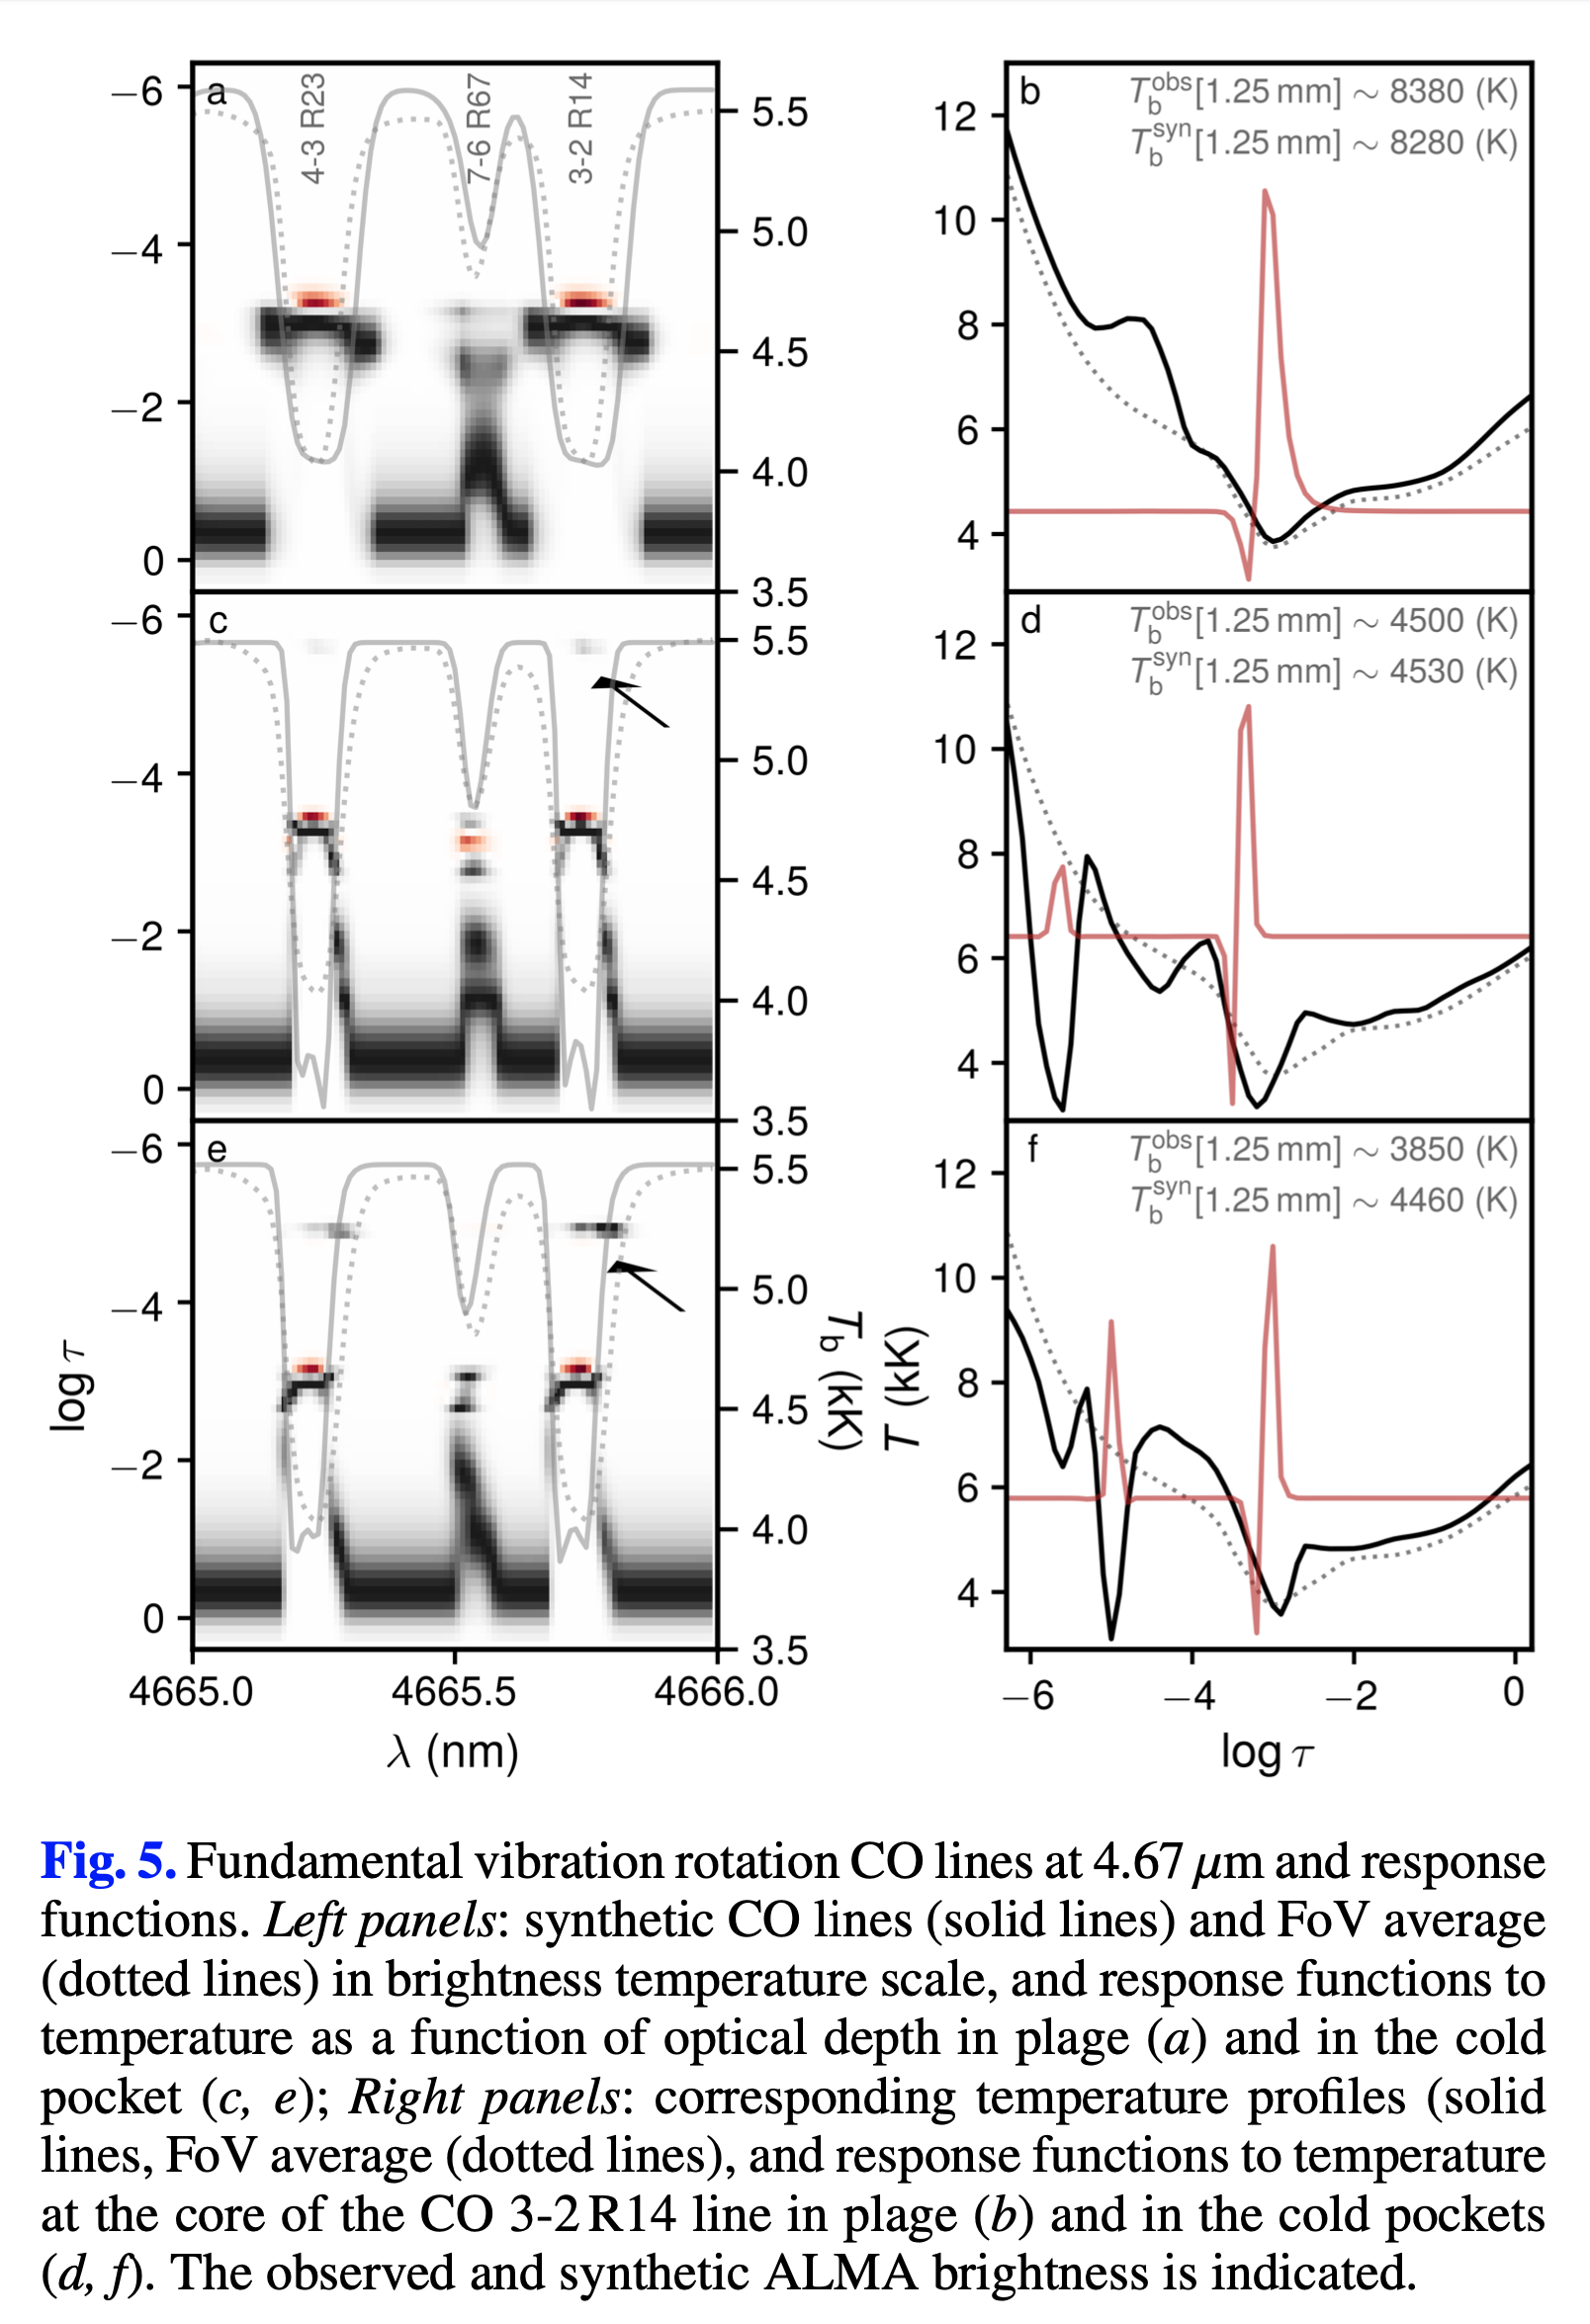 a
4-3 R23
7-6 R67
3-2 R14
−6
−4
−2
0
5.5
5.0
4.5
4.0
3.5
b
T_b^obs[1.25 mm] ∼ 8380 (K)
T_b^syn[1.25 mm] ∼ 8280 (K)
12
10
8
6
4
c
−6
−4
−2
0
5.5
5.0
4.5
4.0
3.5
d
T_b^obs[1.25 mm] ∼ 4500 (K)
T_b^syn[1.25 mm] ∼ 4530 (K)
12
10
8
6
4
e
−6
−4
−2
0
log τ
5.5
5.0
4.5
4.0
3.5
T_b (kK)
4665.0 4665.5 4666.0
λ (nm)
f
T_b^obs[1.25 mm] ∼ 3850 (K)
T_b^syn[1.25 mm] ∼ 4460 (K)
12
10
8
6
4
T (kK)
−6 −4 −2 0
log τ
Fig. 5. Fundamental vibration rotation CO lines at 4.67 μm and response
functions. Left panels: synthetic CO lines (solid lines) and FoV average
(dotted lines) in brightness temperature scale, and response functions to
temperature as a function of optical depth in plage (a) and in the cold
pocket (c, e); Right panels: corresponding temperature profiles (solid
lines, FoV average (dotted lines), and response functions to temperature
at the core of the CO 3-2 R14 line in plage (b) and in the cold pockets
(d, f). The observed and synthetic ALMA brightness is indicated.